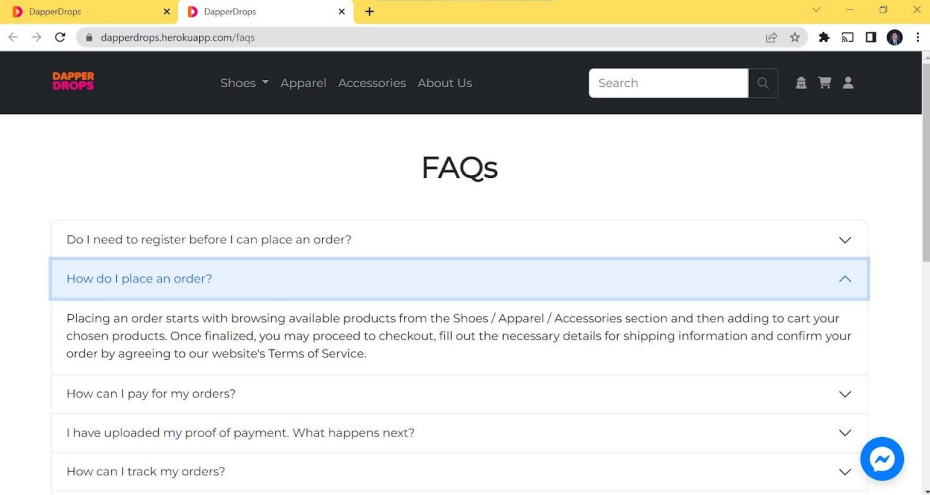 DapperDrops
DapperDrops
dapperdrops.herokuapp.com/faqs
DAPPER
DROPS
Shoes Apparel Accessories About Us
Search
FAQs
Do I need to register before I can place an order?
How do I place an order?
Placing an order starts with browsing available products from the Shoes / Apparel / Accessories section and then adding to cart your
chosen products. Once finalized, you may proceed to checkout, fill out the necessary details for shipping information and confirm your
order by agreeing to our website's Terms of Service.
How can I pay for my orders?
I have uploaded my proof of payment. What happens next?
How can I track my orders?